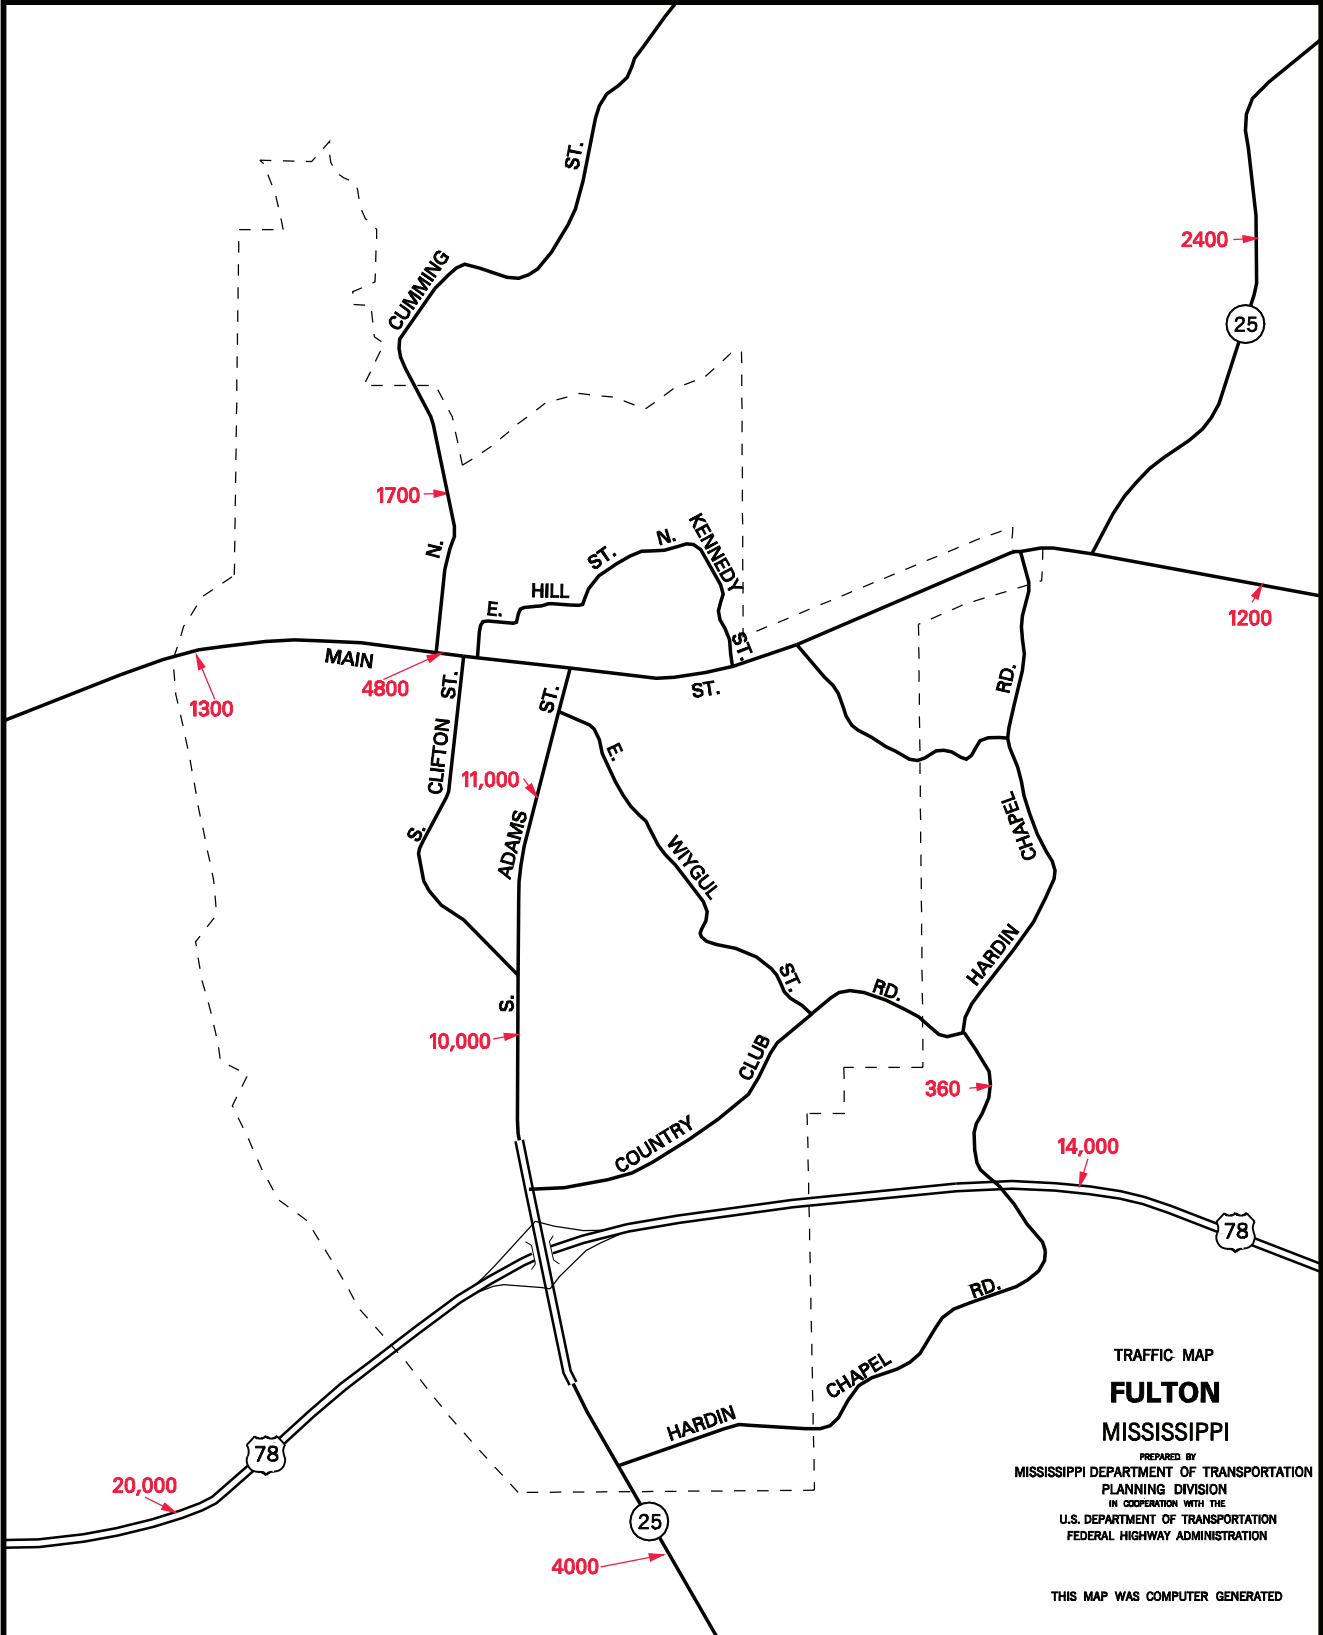 ST.
2400
CUMMING
25
1700
N.
KENNEDY
N.
ST.
HILL
E.
1200
ST.
MAIN
4800
ST.
ST.
ST.
RD.
1300
CLIFTON
E.
11,000
S.
ADAMS
CHAPEL
WIYGUL
HARDIN
ST.
RD.
S.
10,000
CLUB
360
COUNTRY
14,000
78
RD.
CHAPEL
HARDIN
78
20,000
25
4000
TRAFFIC MAP
FULTON
MISSISSIPPI
PREPARED BY
MISSISSIPPI DEPARTMENT OF TRANSPORTATION
PLANNING DIVISION
IN COOPERATION WITH THE
U.S. DEPARTMENT OF TRANSPORTATION
FEDERAL HIGHWAY ADMINISTRATION
THIS MAP WAS COMPUTER GENERATED